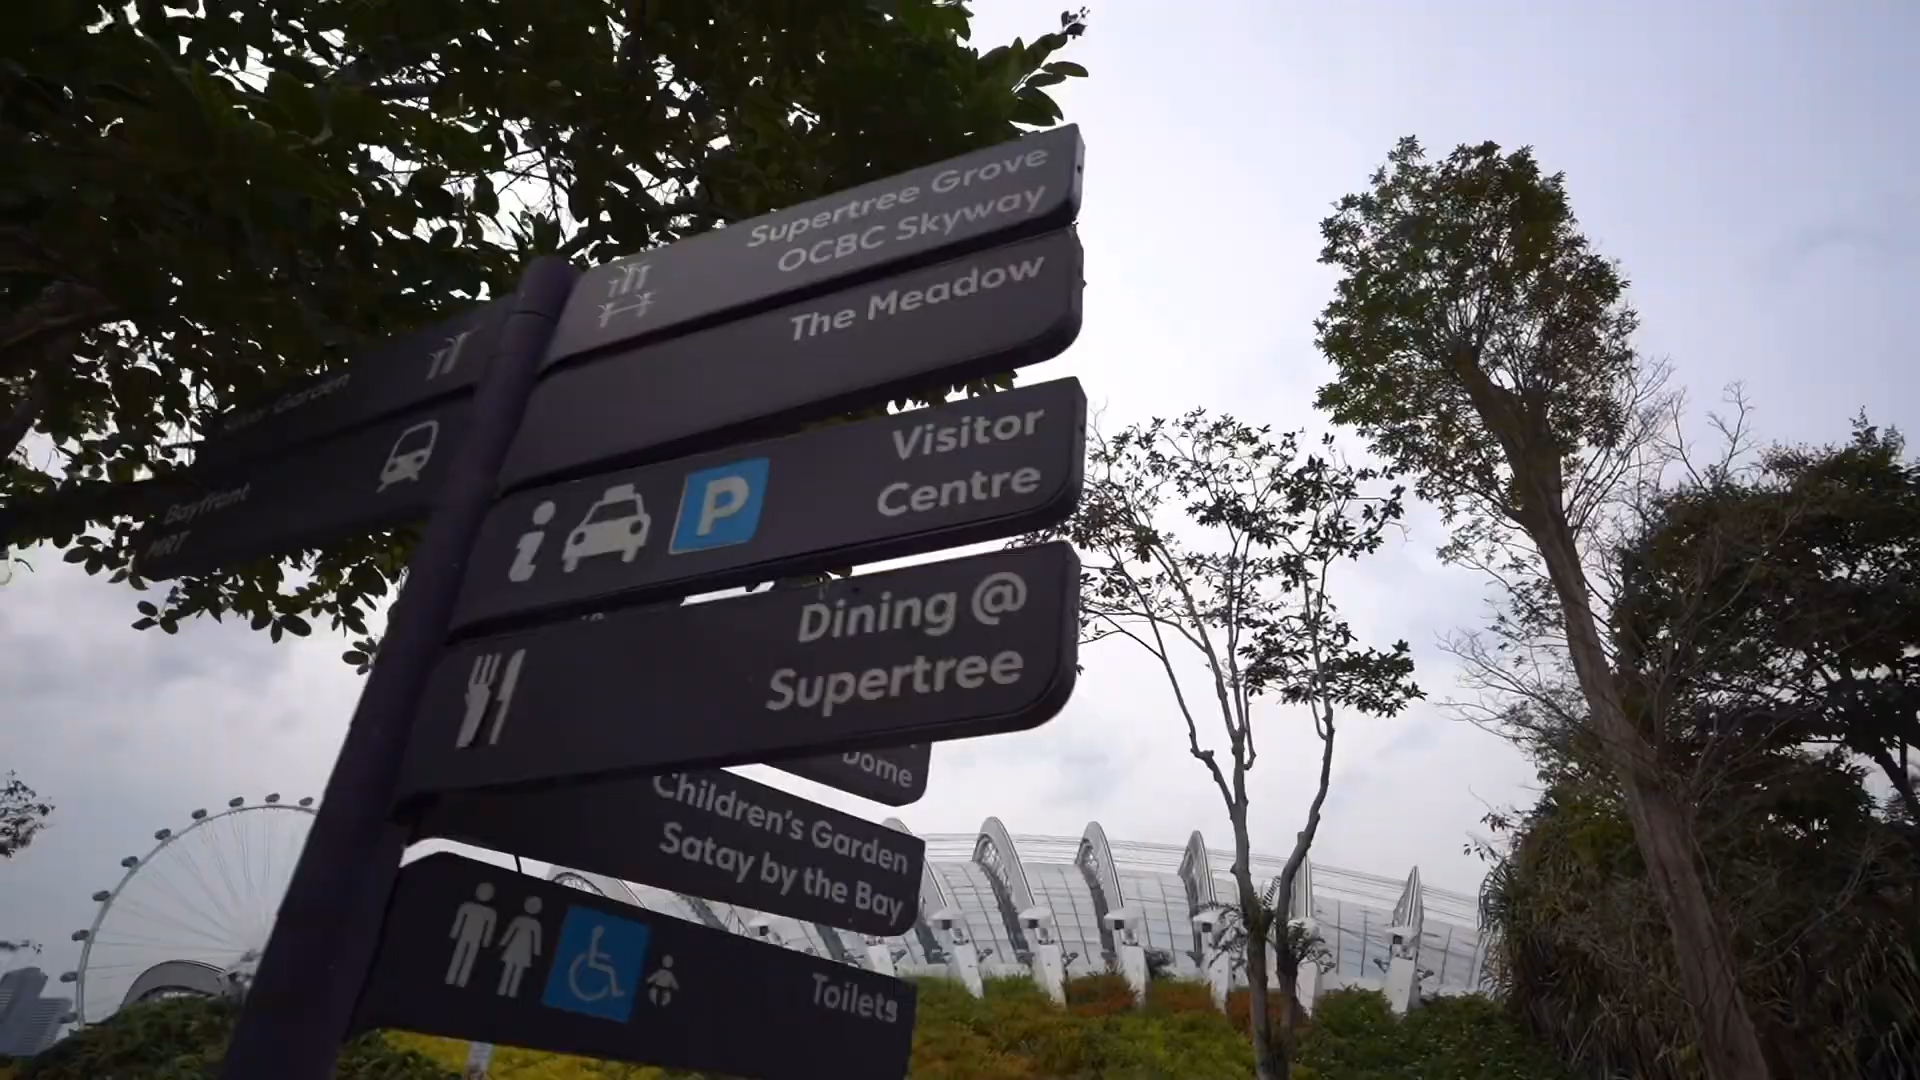 Supertree Grove
OCBC Skyway
The Meadow
Garden
Bayfront
MRT
P
Visitor
Centre
Dining @
Supertree
Dome
Children's Garden
Satay by the Bay
Toilets